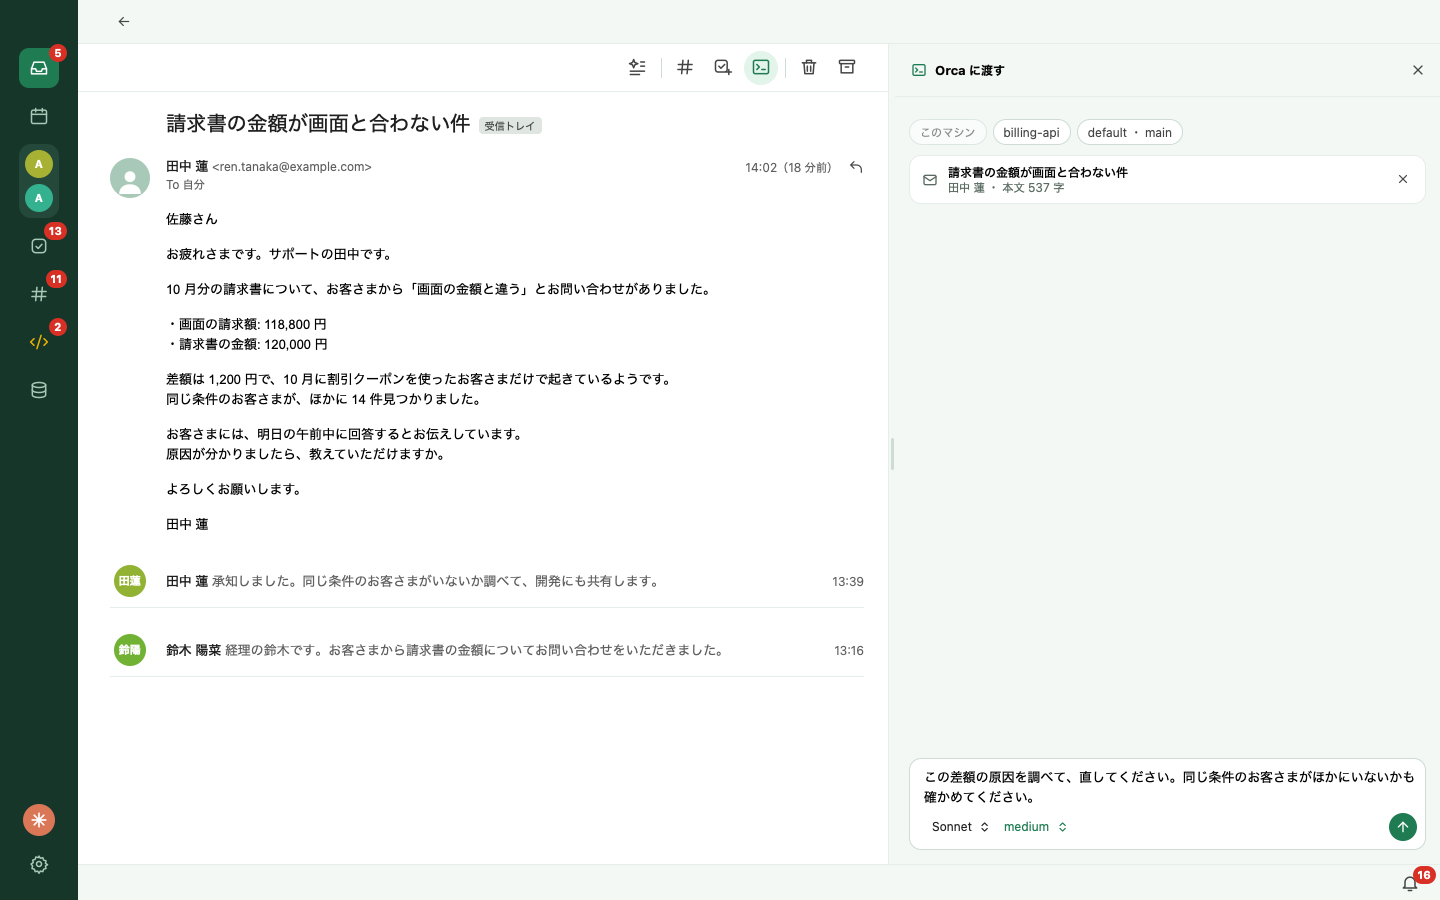 5
A
A
13
11
2
請求書の金額が画面と合わない件 受信トレイ
田中 蓮 <ren.tanaka@example.com> 14:02（18 分前）
To 自分
佐藤さん
お疲れさまです。サポートの田中です。
10 月分の請求書について、お客さまから「画面の金額と違う」とお問い合わせがありました。
・画面の請求額: 118,800 円
・請求書の金額: 120,000 円
差額は 1,200 円で、10 月に割引クーポンを使ったお客さまだけで起きているようです。
同じ条件のお客さまが、ほかに 14 件見つかりました。
お客さまには、明日の午前中に回答するとお伝えしています。
原因が分かりましたら、教えていただけますか。
よろしくお願いします。
田中 蓮
田蓮 田中 蓮 承知しました。同じ条件のお客さまがいないか調べて、開発にも共有します。 13:39
鈴陽 鈴木 陽菜 経理の鈴木です。お客さまから請求書の金額についてお問い合わせをいただきました。 13:16
Orca に渡す
このマシン billing-api default ・ main
請求書の金額が画面と合わない件
田中 蓮 ・ 本文 537 字
この差額の原因を調べて、直してください。同じ条件のお客さまがほかにいないかも
確かめてください。
Sonnet medium
16